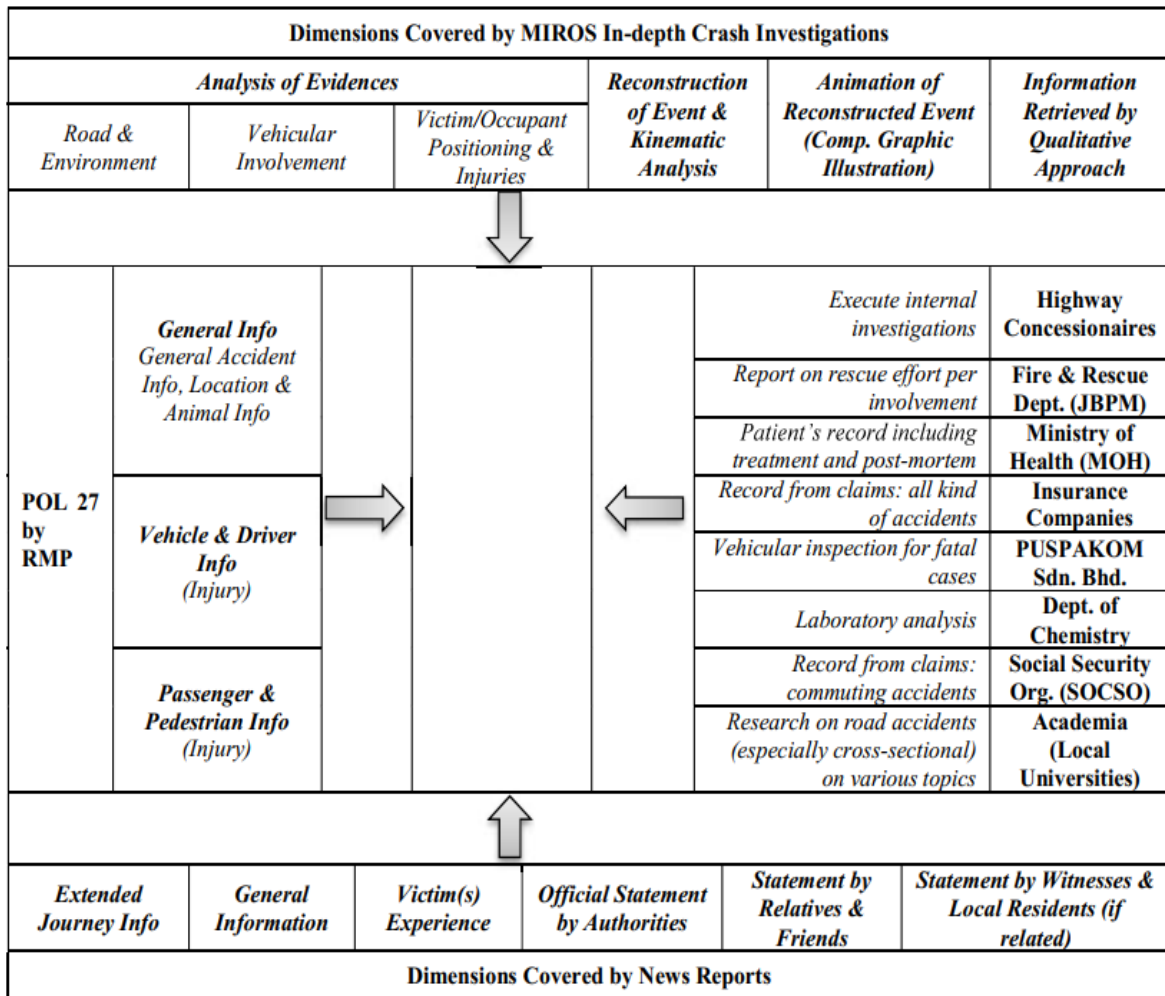 Dimensions Covered by MIROS In-depth Crash Investigations
Analysis of Evidences
Road &
Environment
Vehicular
Involvement
Victim/Occupant
Positioning &
Injuries
Reconstruction
of Event &
Kinematic
Analysis
Animation of
Reconstructed Event
(Comp. Graphic
Illustration)
Information
Retrieved by
Qualitative
Approach
POL 27
by
RMP
General Info
General Accident
Info, Location &
Animal Info
Vehicle & Driver
Info
(Injury)
Passenger &
Pedestrian Info
(Injury)
Execute internal
investigations
Highway
Concessionaires
Report on rescue effort per
involvement
Fire & Rescue
Dept. (JBPM)
Patient's record including
treatment and post-mortem
Ministry of
Health (MOH)
Record from claims: all kind
of accidents
Insurance
Companies
Vehicular inspection for fatal
cases
PUSPAKOM
Sdn. Bhd.
Laboratory analysis
Dept. of
Chemistry
Record from claims:
commuting accidents
Social Security
Org. (SOCSO)
Research on road accidents
(especially cross-sectional)
on various topics
Academia
(Local
Universities)
Extended
Journey Info
General
Information
Victim(s)
Experience
Official Statement
by Authorities
Statement by
Relatives &
Friends
Statement by Witnesses &
Local Residents (if
related)
Dimensions Covered by News Reports